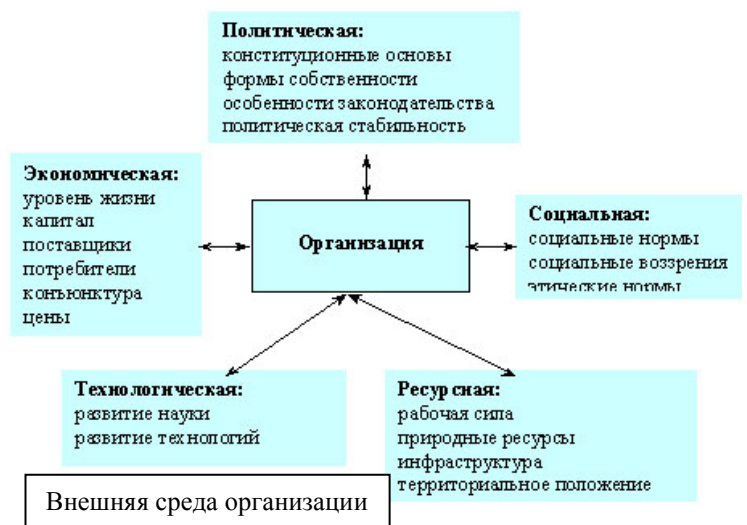 Политическая:
конституционные основы
формы собственности
особенности законодательства
политическая стабильность
Экономическая:
уровень жизни
капитал
поставщики
потребители
конъюнктура
цены
Организация
Социальная:
социальные нормы
социальные воззрения
этические нормы
Технологическая:
развитие науки
развитие технологий
Ресурсная:
рабочая сила
природные ресурсы
инфраструктура
территориальное положение
Внешняя среда организации